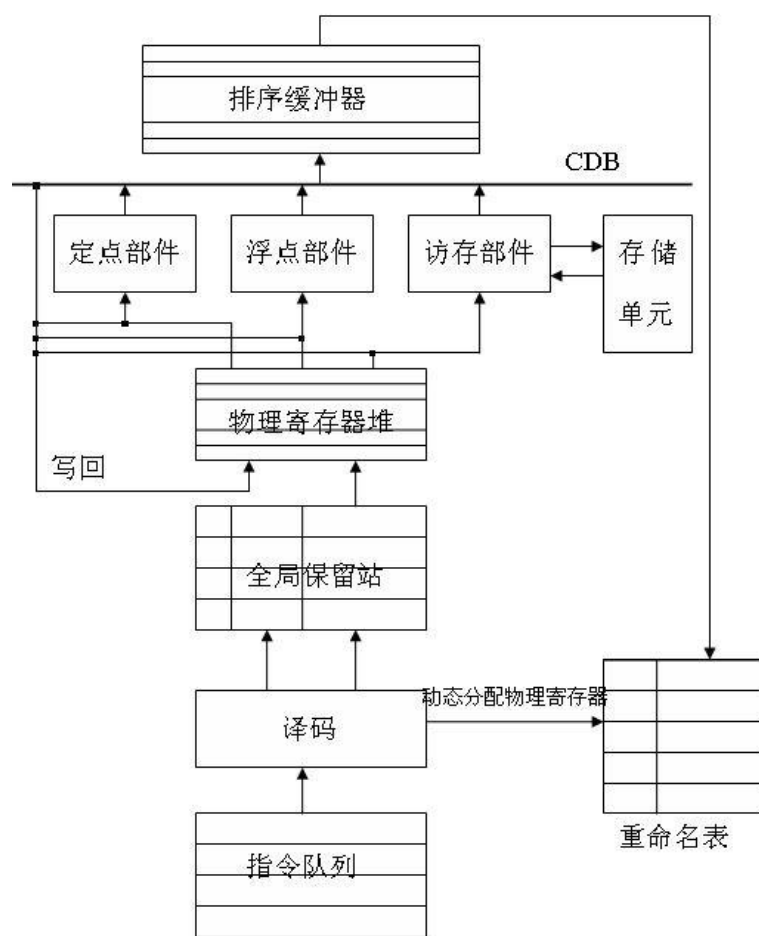 排序缓冲器
CDB
定点部件
浮点部件
访存部件
存储
单元
物理寄存器堆
写回
全局保留站
动态分配物理寄存器
译码
重命名表
指令队列